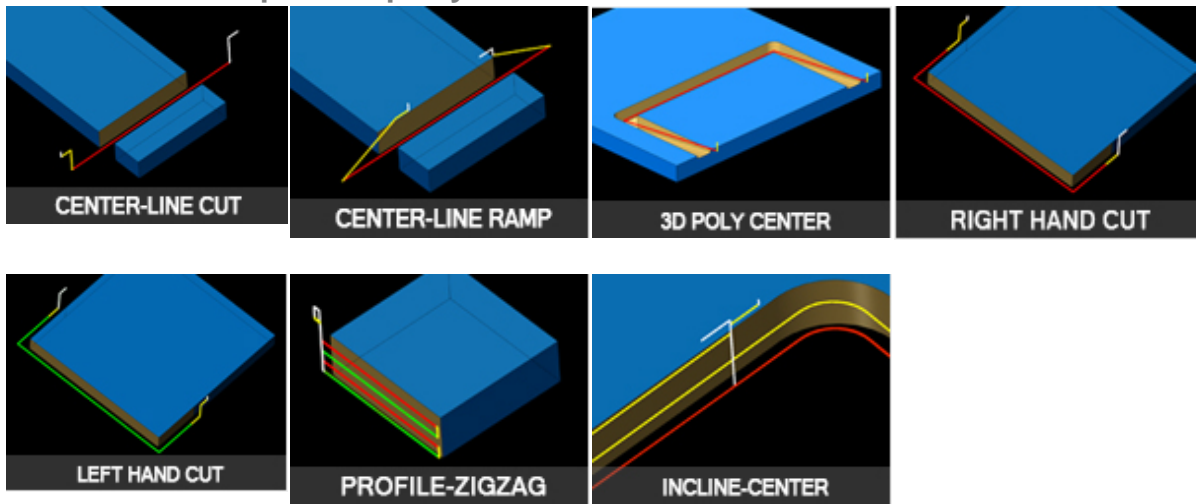 CENTER-LINE CUT
CENTER-LINE RAMP
3D POLY CENTER
RIGHT HAND CUT
LEFT HAND CUT
PROFILE-ZIGZAG
INCLINE-CENTER